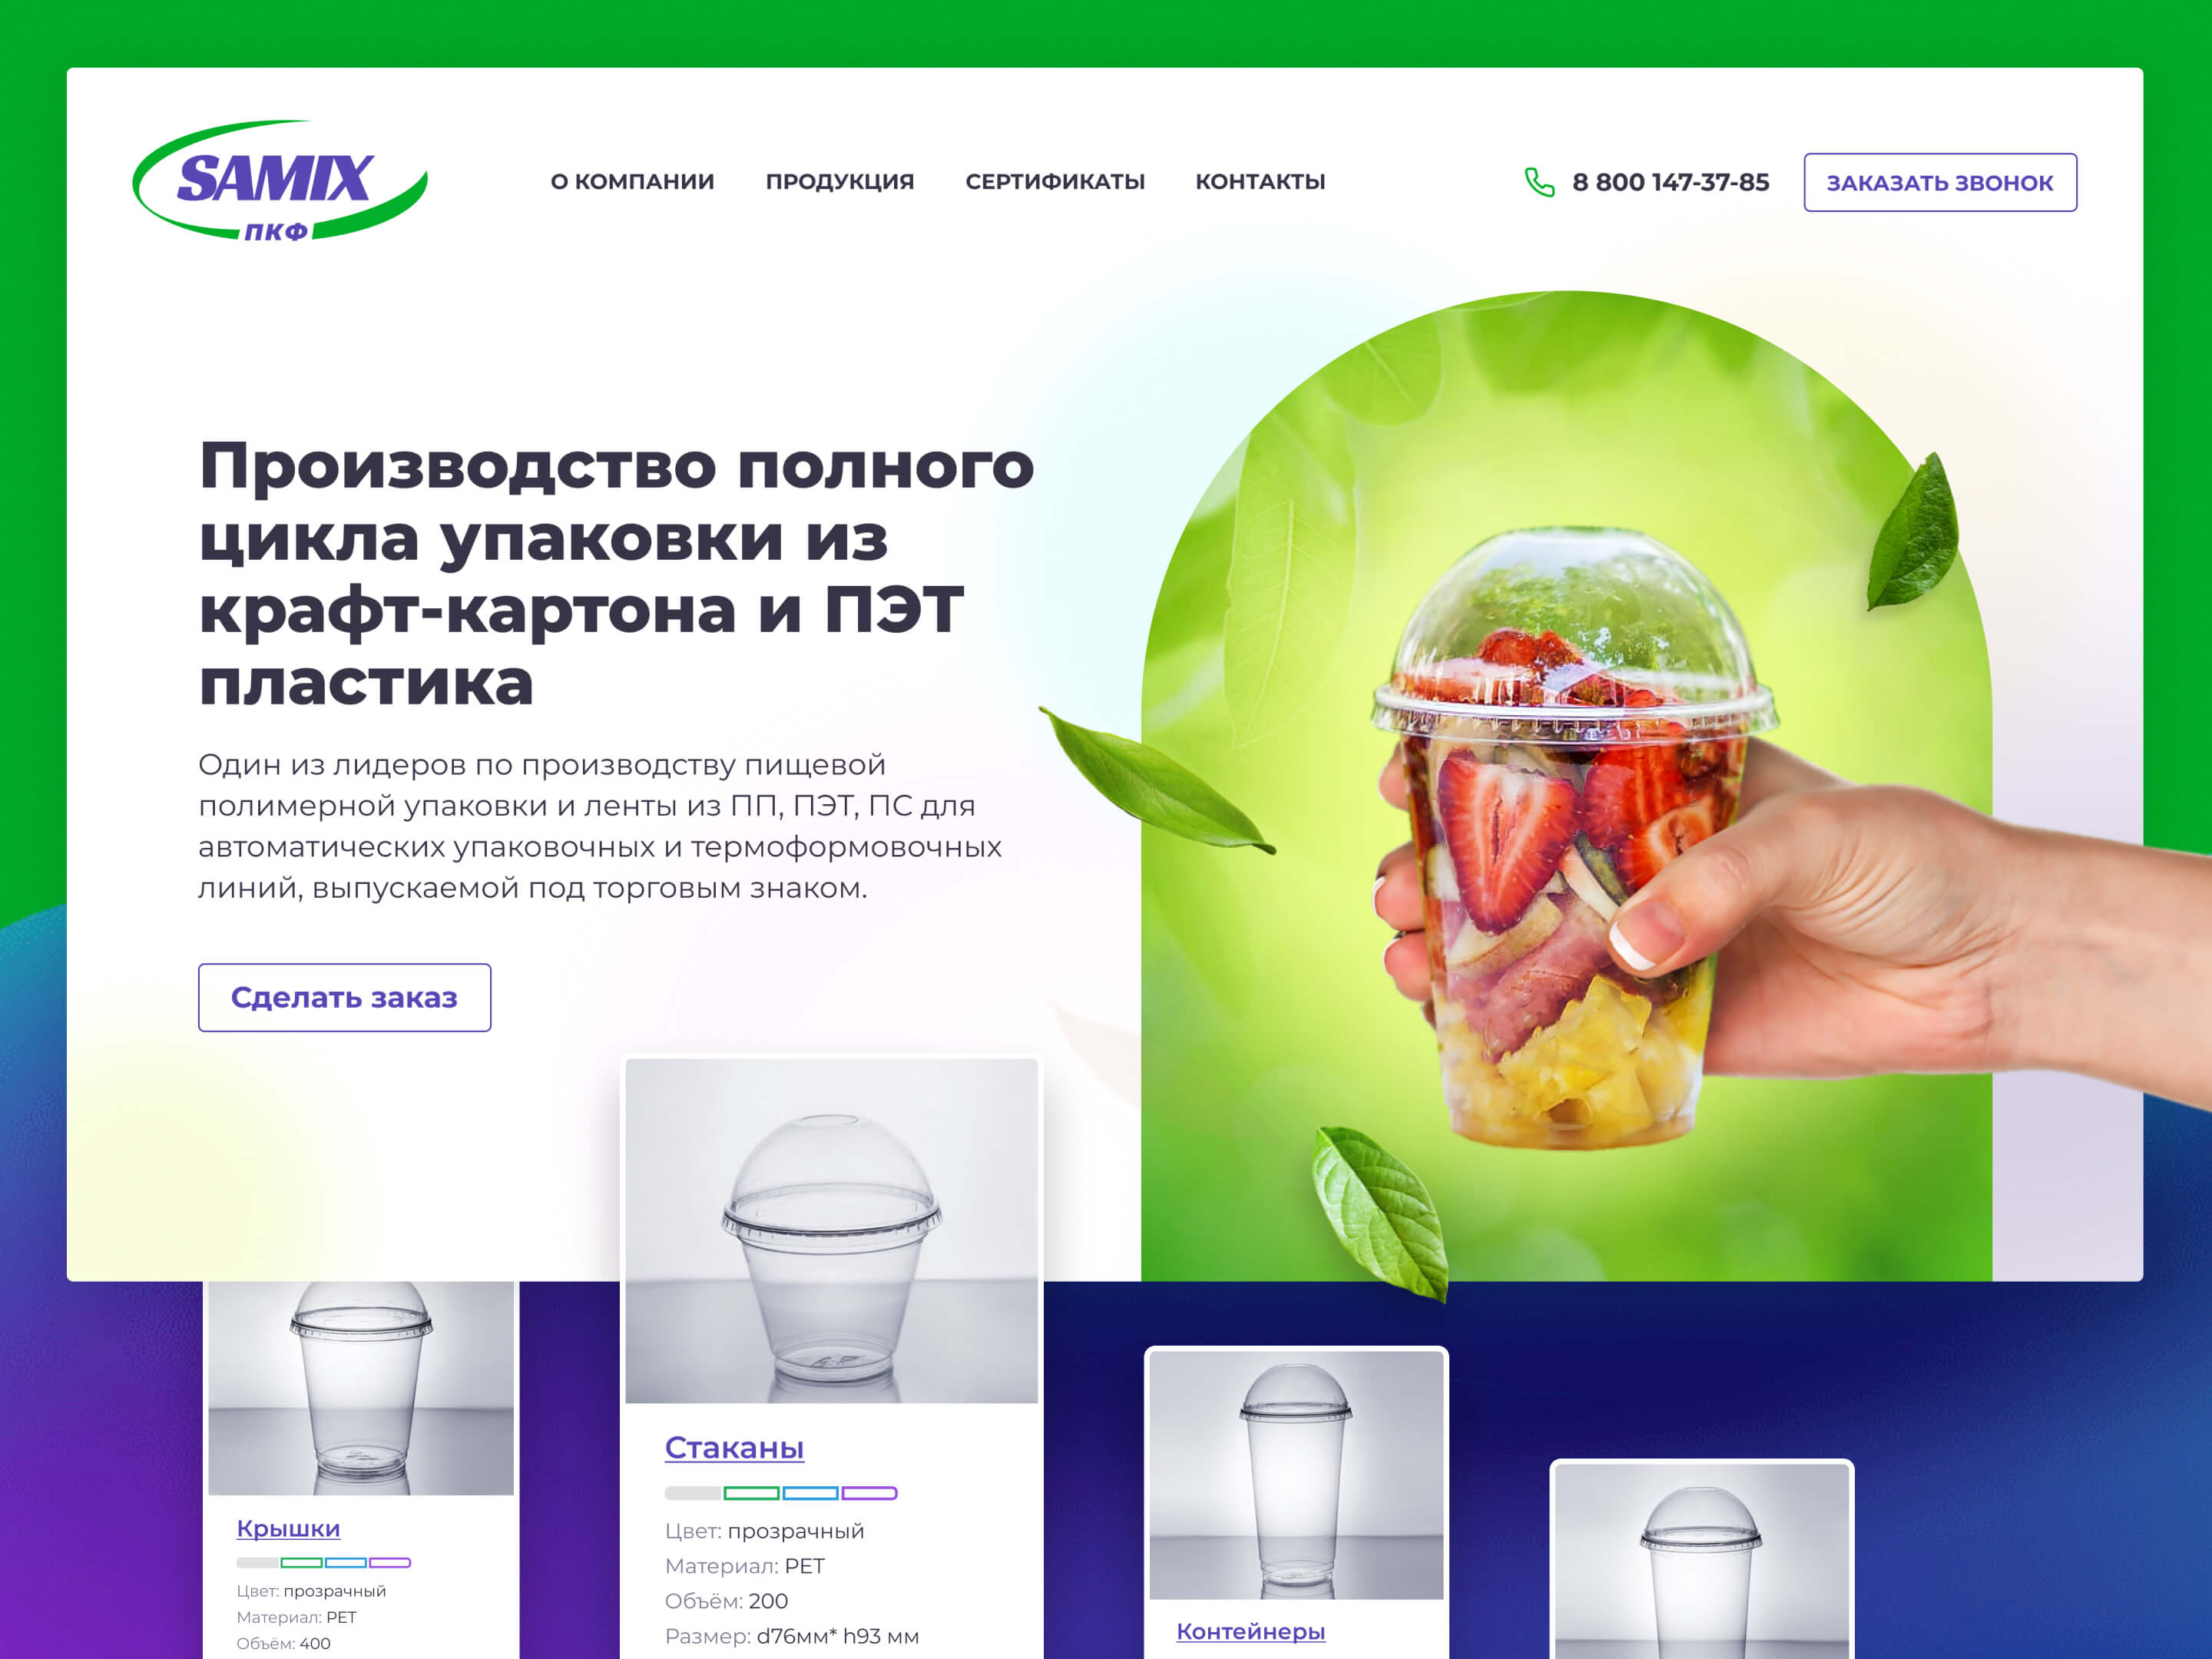 SAMIX
ПКФ
О КОМПАНИИ
ПРОДУКЦИЯ
СЕРТИФИКАТЫ
КОНТАКТЫ
8 800 147-37-85
ЗАКАЗАТЬ ЗВОНОК
Производство полного
цикла упаковки из
крафт-картона и ПЭТ
пластика
Один из лидеров по производству пищевой
полимерной упаковки и ленты из ПП, ПЭТ, ПС для
автоматических упаковочных и термоформовочных
линий, выпускаемой под торговым знаком.
Сделать заказ
Крышки
Цвет: прозрачный
Материал: PET
Объём: 400
Стаканы
Цвет: прозрачный
Материал: PET
Объём: 200
Размер: d76мм* h93 мм
Контейнеры